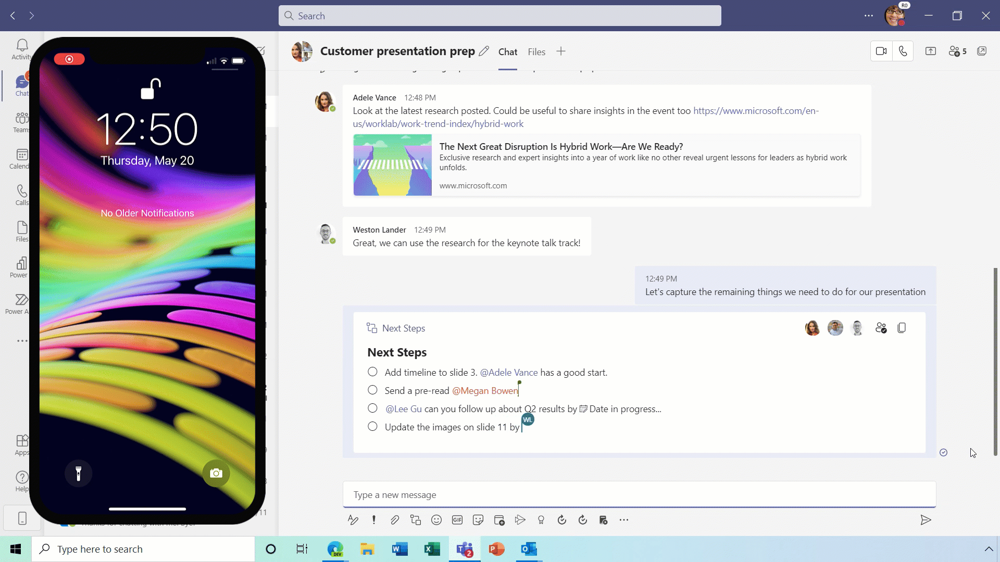 Search
R0
Activity
Chat
Teams
Calend
Calls
Files
Power
Power A
Apps
Help
12:50
Thursday, May 20
No Older Notifications
Customer presentation prep
Chat
Files
5
Adele Vance 12:48 PM
Look at the latest research posted. Could be useful to share insights in the event too https://www.microsoft.com/en-
us/worklab/work-trend-index/hybrid-work
The Next Great Disruption Is Hybrid Work—Are We Ready?
Exclusive research and expert insights into a year of work like no other reveal urgent lessons for leaders as hybrid work
unfolds.
www.microsoft.com
Weston Lander 12:49 PM
Great, we can use the research for the keynote talk track!
12:49 PM
Let's capture the remaining things we need to do for our presentation
Next Steps
Next Steps
Add timeline to slide 3. @Adele Vance has a good start.
Send a pre-read @Megan Bowen
@Lee Gu can you follow up about Q2 results by Date in progress...
WL
Update the images on slide 11 by
Type a new message
GIF
/11
Type here to search
DEV
2